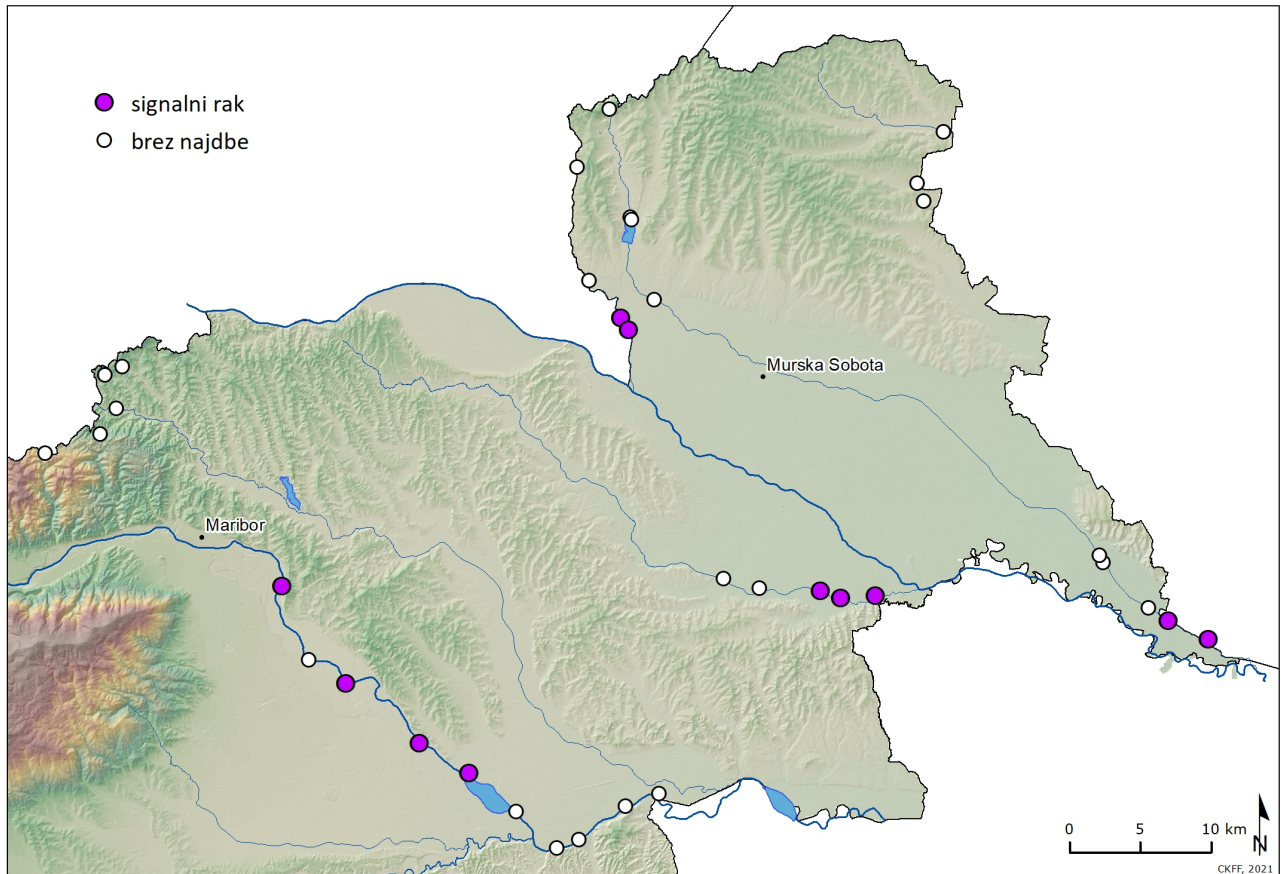 signalni rak
brez najdbe
Murska Sobota
Maribor
0 5 10 km
N
CKFF, 2021